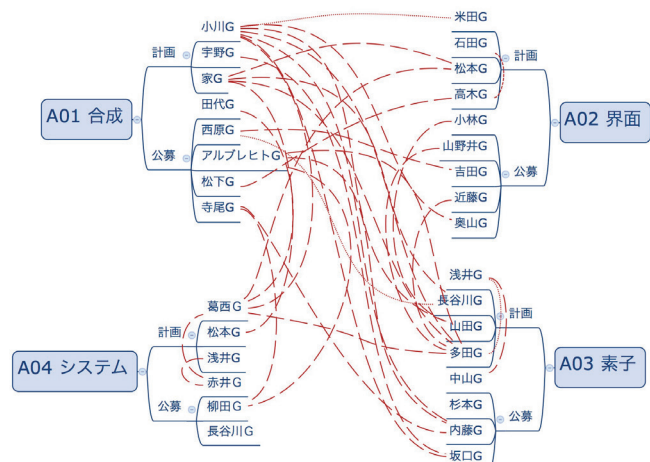 A01 合成
計画
小川G
宇野G
家G
公募
田代G
西原G
アルブレヒトG
松下G
寺尾G
A02 界面
計画
米田G
石田G
松本G
高木G
公募
小林G
山野井G
吉田G
近藤G
奥山G
A04 システム
計画
葛西G
松本G
浅井G
赤井G
公募
柳田G
長谷川G
A03 素子
計画
浅井G
長谷川G
山田G
多田G
中山G
公募
杉本G
内藤G
坂口G